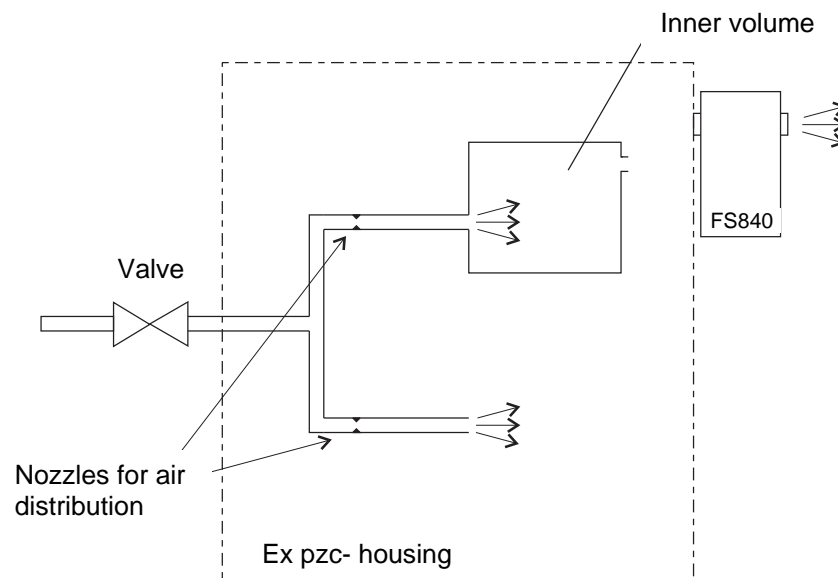 Inner volume
FS840
Valve
Nozzles for air
distribution
Ex pzc- housing